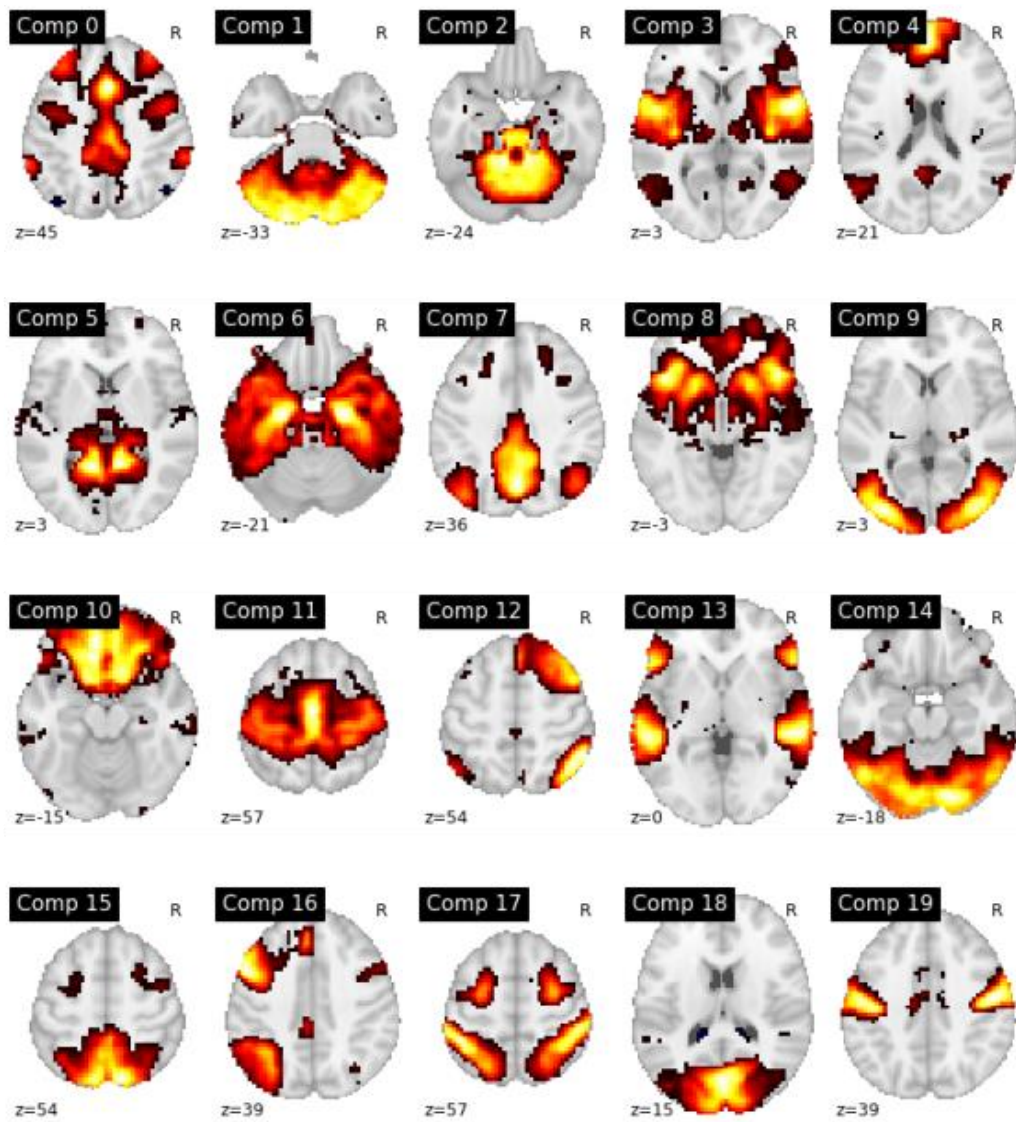 Comp 0 R Comp 1 R Comp 2 R Comp 3 R Comp 4 R
z=45 z=-33 z=-24 z=3 z=21
Comp 5 R Comp 6 R Comp 7 R Comp 8 R Comp 9 R
z=3 z=-21 z=36 z=-3 z=3
Comp 10 R Comp 11 R Comp 12 R Comp 13 R Comp 14 R
z=-15 z=57 z=54 z=0 z=-18
Comp 15 R Comp 16 R Comp 17 R Comp 18 R Comp 19 R
z=54 z=39 z=57 z=15 z=39